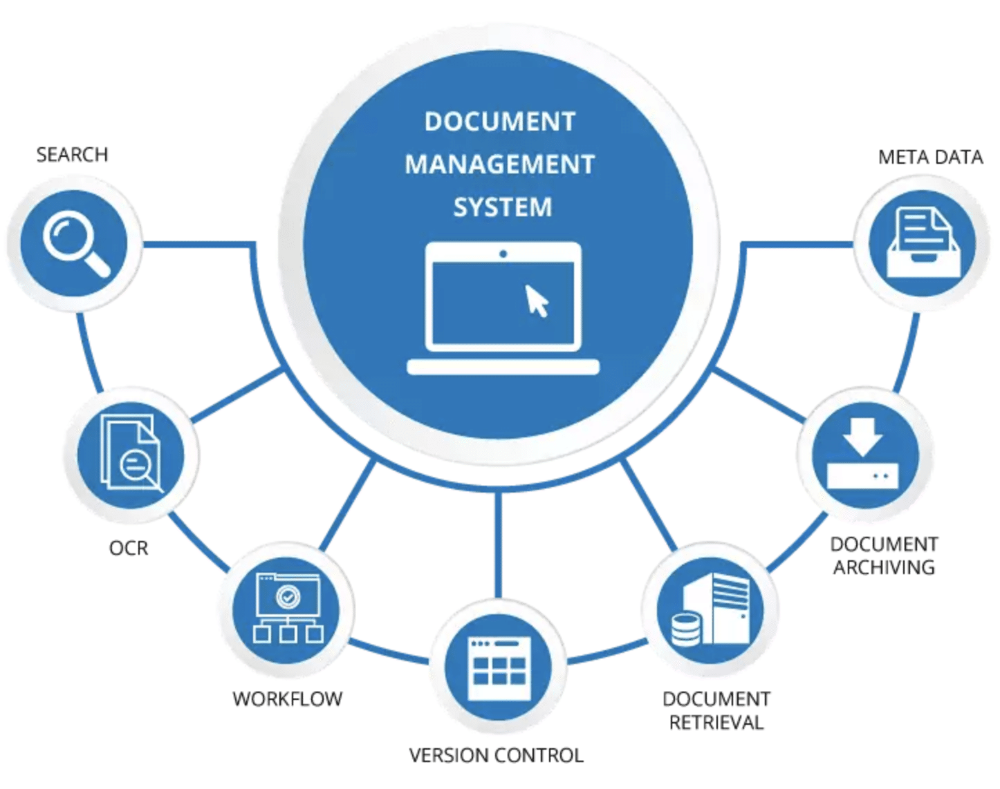 DOCUMENT
MANAGEMENT
SYSTEM
SEARCH
META DATA
OCR
DOCUMENT
ARCHIVING
WORKFLOW
DOCUMENT
RETRIEVAL
VERSION CONTROL